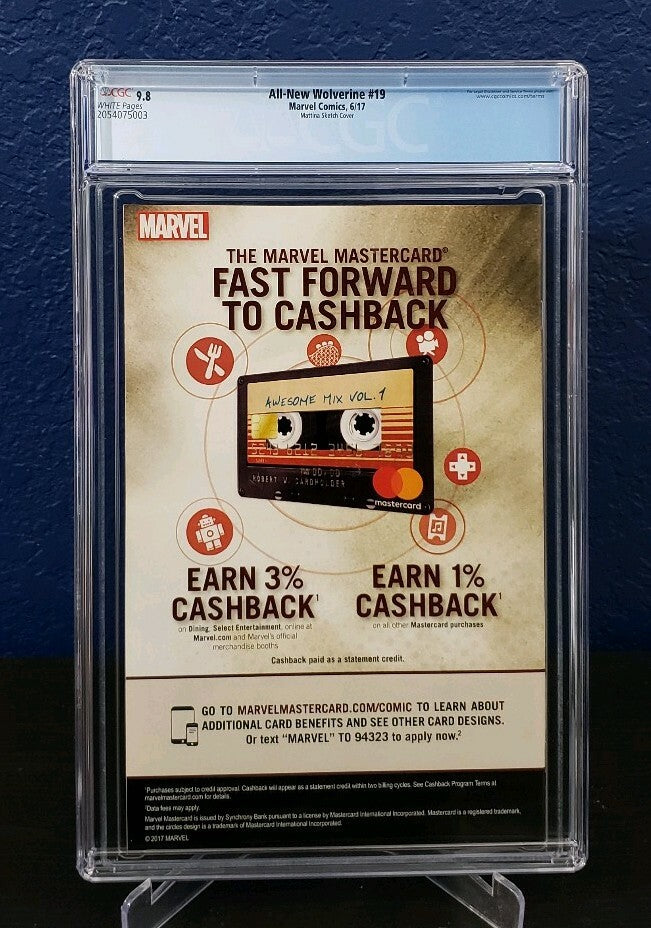 CGC 9.8
WHITE Pages
2054075003
All-New Wolverine #19
Marvel Comics, 6/17
Mattina Sketch Cover
www.cgccomics.com/terms
CGC
MARVEL
THE MARVEL MASTERCARD®
FAST FORWARD
TO CASHBACK
AWESOME MIX VOL.1
ROBERT W. CARDHOLDER
mastercard
EARN 3%
CASHBACK¹
on Dining, Select Entertainment, online at
Marvel.com and Marvel's official
merchandise booths
EARN 1%
CASHBACK¹
on all other Mastercard purchases
Cashback paid as a statement credit.
GO TO MARVELMASTERCARD.COM/COMIC TO LEARN ABOUT
ADDITIONAL CARD BENEFITS AND SEE OTHER CARD DESIGNS.
Or text “MARVEL” TO 94323 to apply now.²
¹Purchases subject to credit approval. Cashback will appear as a statement credit within two billing cycles. See Cashback Program Terms at
marvelmastercard.com for details.
²Data fees may apply.
Marvel Mastercard is issued by Synchrony Bank pursuant to a license by Mastercard International Incorporated. Mastercard is a registered trademark,
and the circles design is a trademark of Mastercard International Incorporated.
© 2017 MARVEL